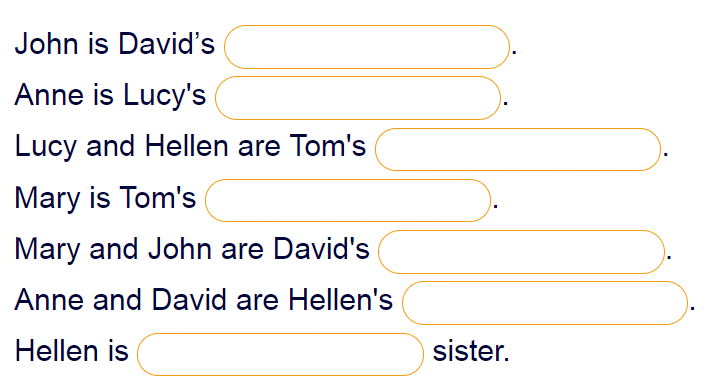 John is David’s .
Anne is Lucy's .
Lucy and Hellen are Tom's .
Mary is Tom's .
Mary and John are David's .
Anne and David are Hellen's .
Hellen is sister.